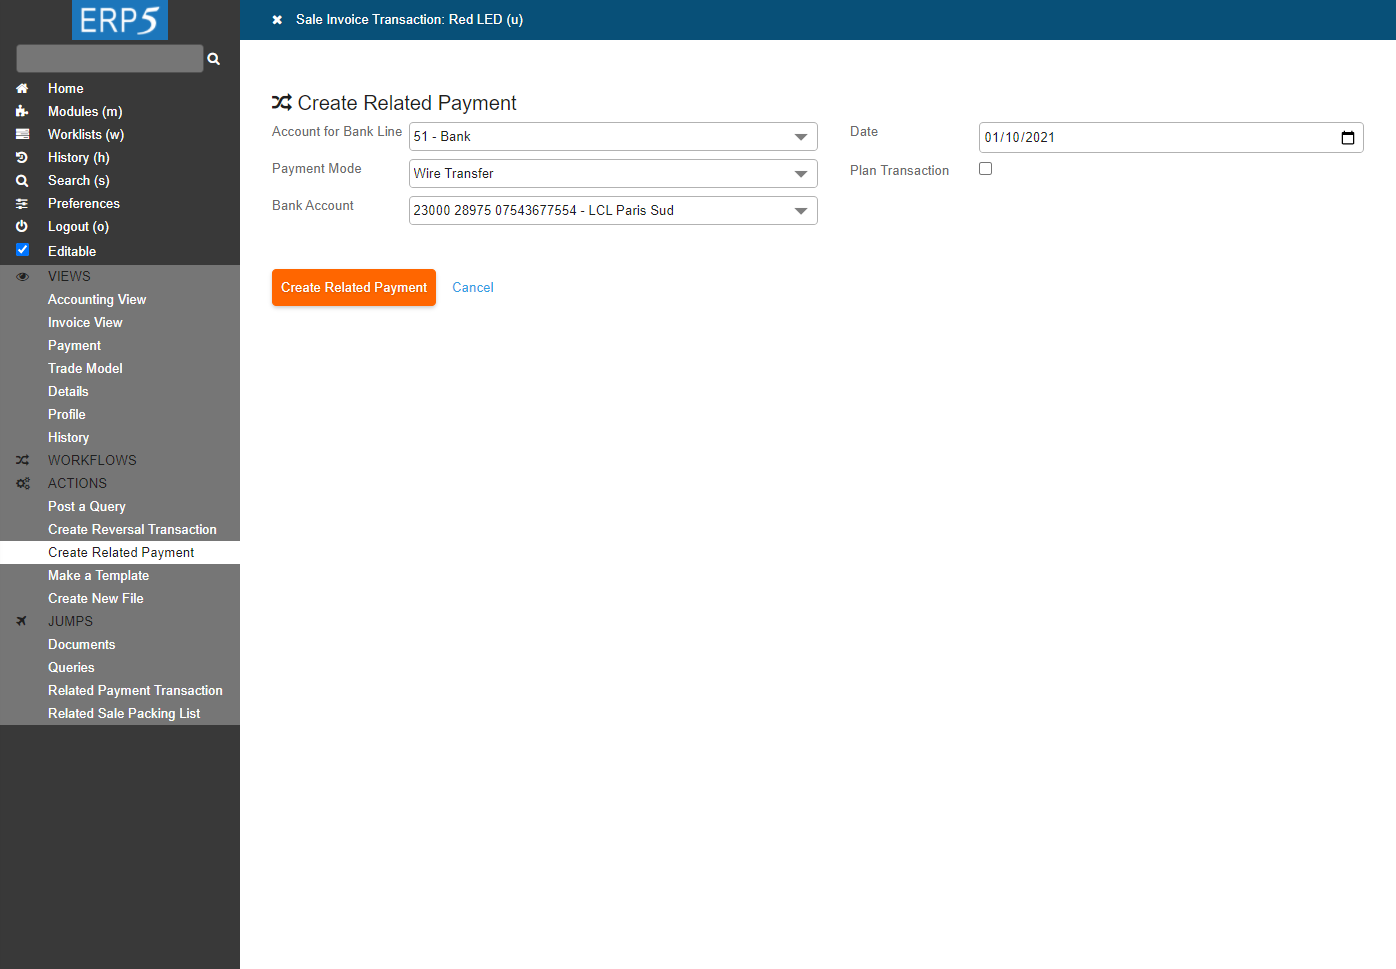 ERP5
Home
Modules (m)
Worklists (w)
History (h)
Search (s)
Preferences
Logout (o)
Editable
VIEWS
Accounting View
Invoice View
Payment
Trade Model
Details
Profile
History
WORKFLOWS
ACTIONS
Post a Query
Create Reversal Transaction
Create Related Payment
Make a Template
Create New File
JUMPS
Documents
Queries
Related Payment Transaction
Related Sale Packing List
Sale Invoice Transaction: Red LED (u)
Create Related Payment
Account for Bank Line 51 - Bank
Payment Mode Wire Transfer
Bank Account 23000 28975 07543677554 - LCL Paris Sud
Date 01/10/2021
Plan Transaction
Create Related Payment Cancel